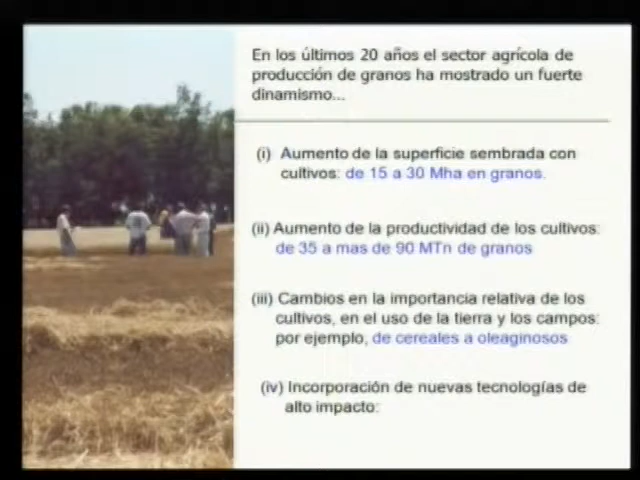 En los últimos 20 años el sector agrícola de
producción de granos ha mostrado un fuerte
dinamismo...
(i) Aumento de la superficie sembrada con
cultivos: de 15 a 30 Mha en granos.
(ii) Aumento de la productividad de los cultivos:
de 35 a mas de 90 MTn de granos
(iii) Cambios en la importancia relativa de los
cultivos, en el uso de la tierra y los campos:
por ejemplo, de cereales a oleaginosos
(iv) Incorporación de nuevas tecnologías de
alto impacto: